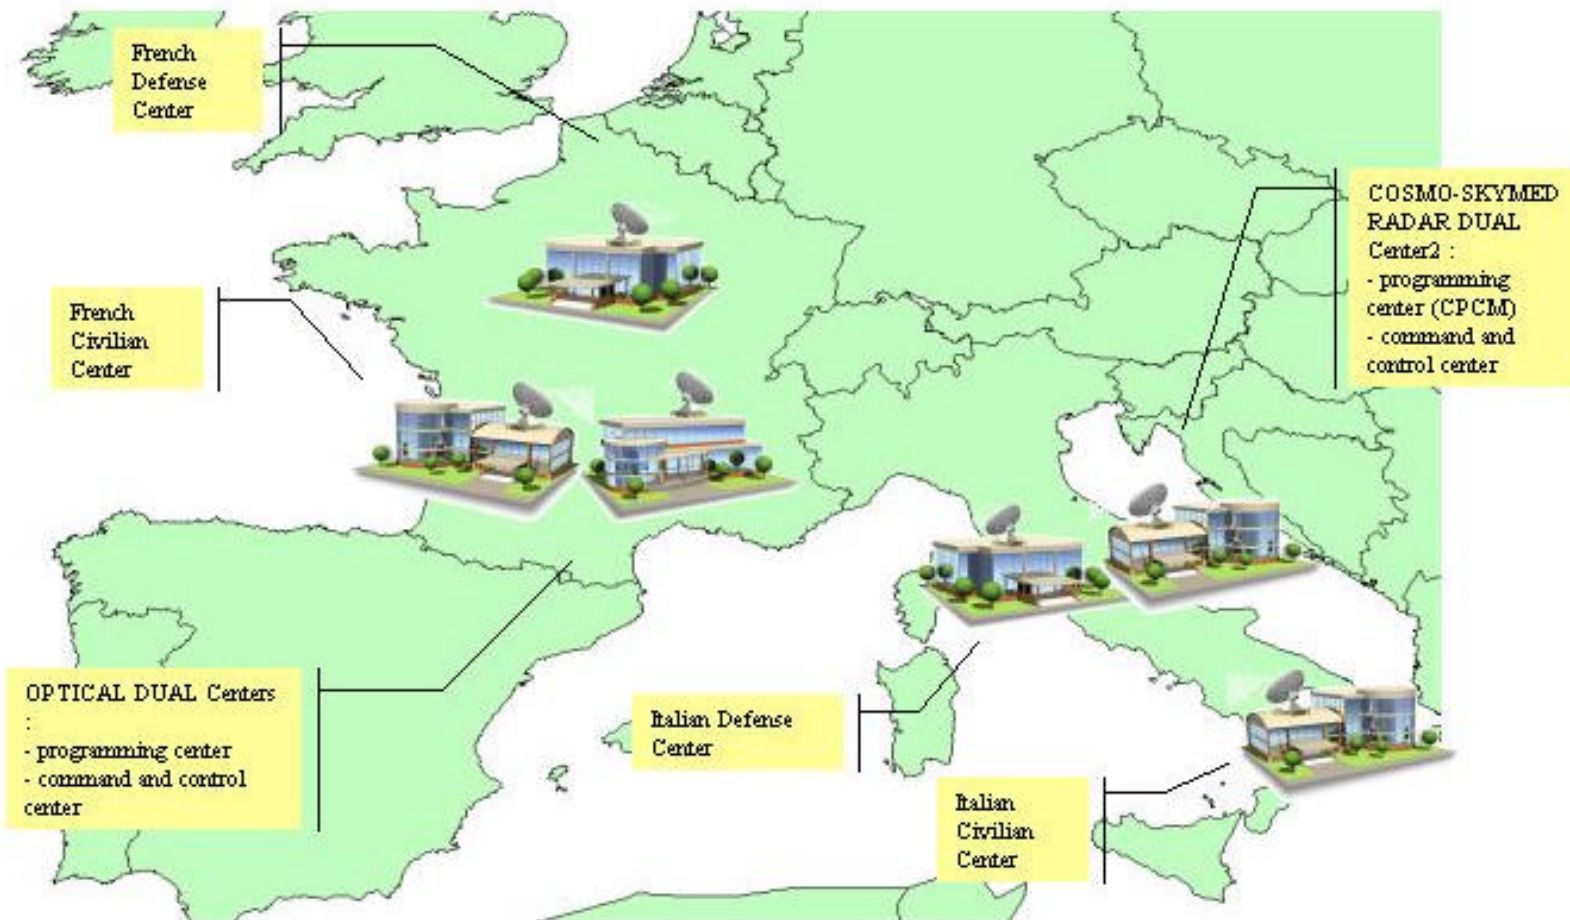 French
Defense
Center
COSMO-SKYMED
RADAR DUAL
Center2 :
- programming
center (CPCM)
- command and
control center
French
Civilian
Center
OPTICAL DUAL Centers
:
- programming center
- command and control
center
Italian Defense
Center
Italian
Civilian
Center